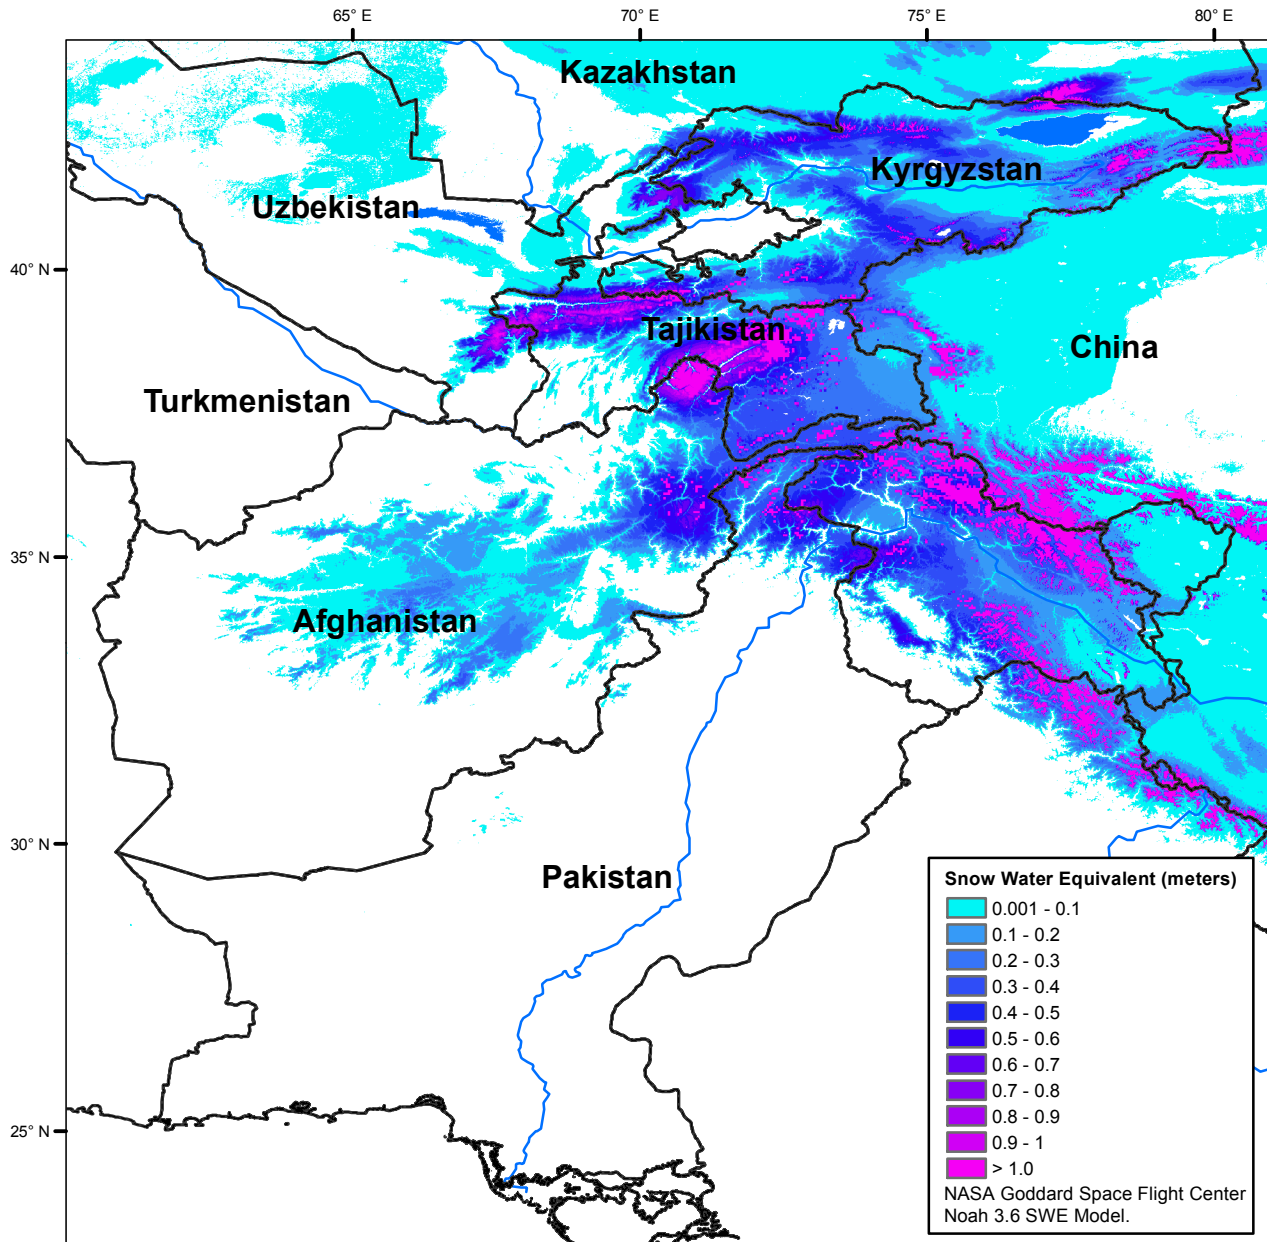 65° E
70° E
75° E
80° E
Kazakhstan
Kyrgyzstan
Uzbekistan
40° N
Tajikistan
China
Turkmenistan
35° N
Afghanistan
30° N
Pakistan
25° N
Snow Water Equivalent (meters)
0.001 - 0.1
0.1 - 0.2
0.2 - 0.3
0.3 - 0.4
0.4 - 0.5
0.5 - 0.6
0.6 - 0.7
0.7 - 0.8
0.8 - 0.9
0.9 - 1
> 1.0
NASA Goddard Space Flight Center
Noah 3.6 SWE Model.